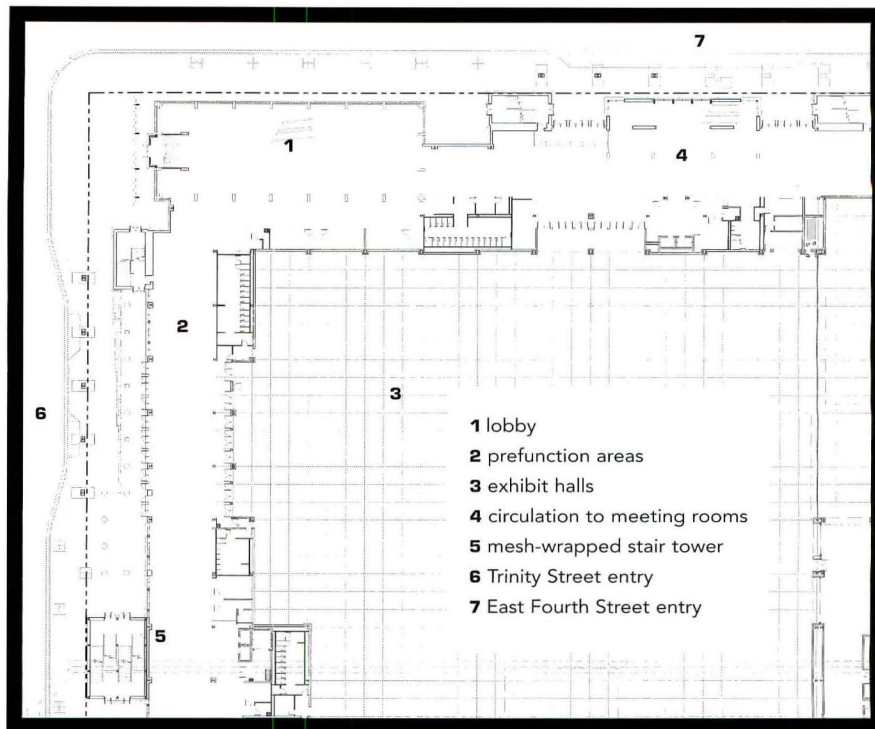 7
1
4
2
3
6
5
1 lobby
2 prefunction areas
3 exhibit halls
4 circulation to meeting rooms
5 mesh-wrapped stair tower
6 Trinity Street entry
7 East Fourth Street entry